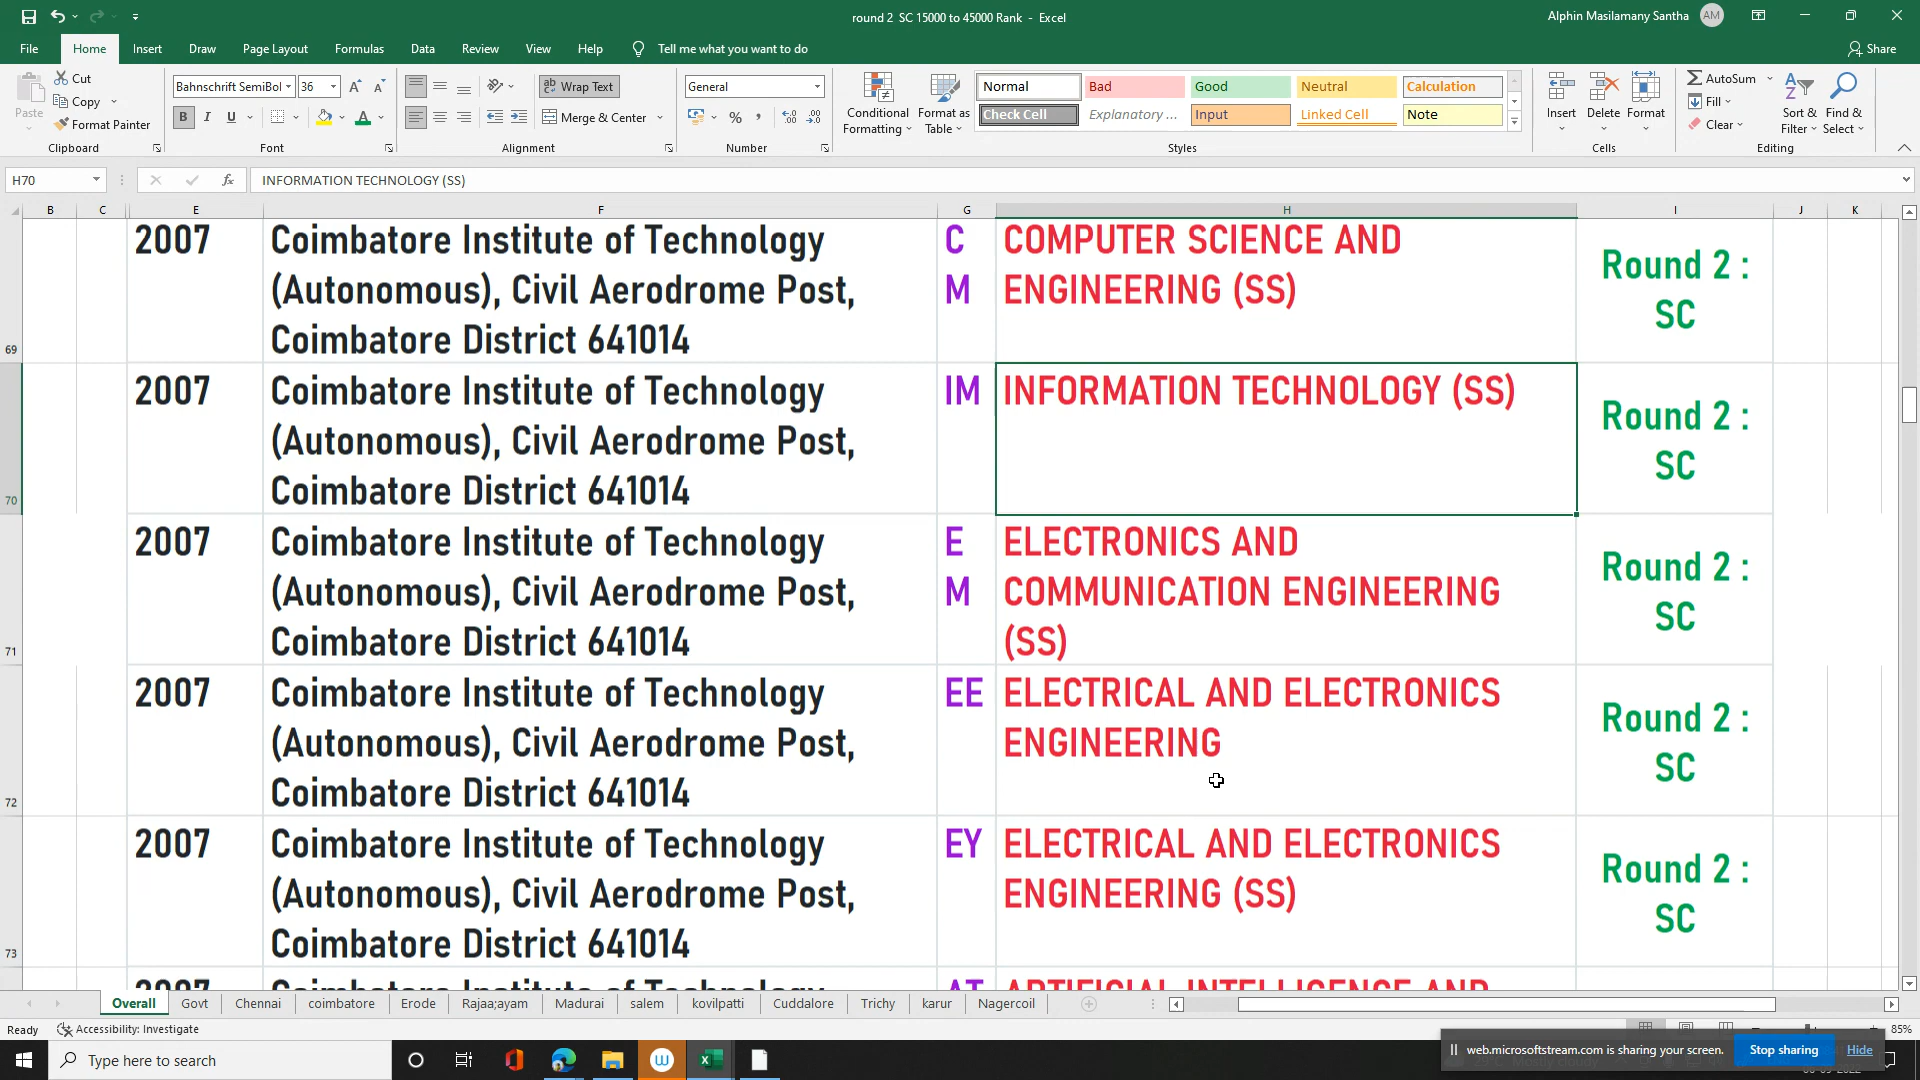 round 2 SC 15000 to 45000 Rank - Excel
Alphin Masilamany Santha AM
File Home Insert Draw Page Layout Formulas Data Review View Help Tell me what you want to do Share
Paste
Cut
Copy
Format Painter
Clipboard
Bahnschrift SemiBol 36
B I U
Font
Wrap Text
Merge & Center
Alignment
General
Number
Conditional Formatting
Format as Table
Normal Bad Good Neutral Calculation
Check Cell Explanatory ... Input Linked Cell Note
Styles
Insert Delete Format
Cells
AutoSum
Fill
Clear
Sort & Filter
Find & Select
Editing
H70 fx INFORMATION TECHNOLOGY (SS)
B C E F G H I J K
69 2007 Coimbatore Institute of Technology
(Autonomous), Civil Aerodrome Post,
Coimbatore District 641014
C
M
COMPUTER SCIENCE AND
ENGINEERING (SS)
Round 2 :
SC
70 2007 Coimbatore Institute of Technology
(Autonomous), Civil Aerodrome Post,
Coimbatore District 641014
IM
INFORMATION TECHNOLOGY (SS)
Round 2 :
SC
71 2007 Coimbatore Institute of Technology
(Autonomous), Civil Aerodrome Post,
Coimbatore District 641014
E
M
ELECTRONICS AND
COMMUNICATION ENGINEERING
(SS)
Round 2 :
SC
72 2007 Coimbatore Institute of Technology
(Autonomous), Civil Aerodrome Post,
Coimbatore District 641014
EE
ELECTRICAL AND ELECTRONICS
ENGINEERING
Round 2 :
SC
73 2007 Coimbatore Institute of Technology
(Autonomous), Civil Aerodrome Post,
Coimbatore District 641014
EY
ELECTRICAL AND ELECTRONICS
ENGINEERING (SS)
Round 2 :
SC
Overall Govt Chennai coimbatore Erode Rajaa;ayam Madurai salem kovilpatti Cuddalore Trichy karur Nagercoil
Ready Accessibility: Investigate 85%
Type here to search
web.microsoftstream.com is sharing your screen. Stop sharing Hide